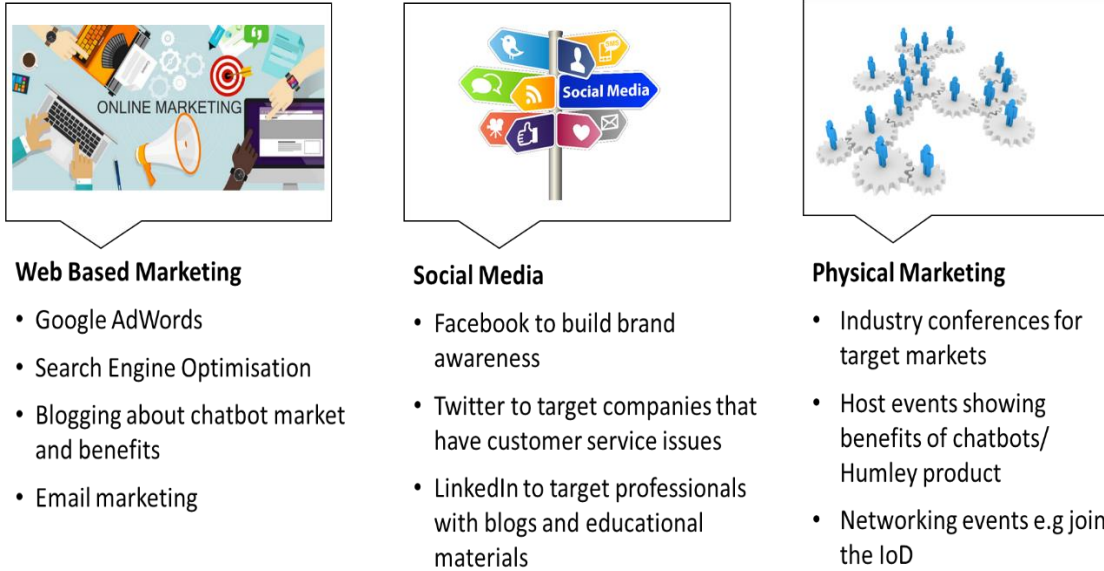 ONLINE MARKETING
Web Based Marketing
• Google AdWords
• Search Engine Optimisation
• Blogging about chatbot market
and benefits
• Email marketing
SMS
Social Media
Social Media
• Facebook to build brand
awareness
• Twitter to target companies that
have customer service issues
• LinkedIn to target professionals
with blogs and educational
materials
Physical Marketing
• Industry conferences for
target markets
• Host events showing
benefits of chatbots/
Humley product
• Networking events e.g join
the IoD